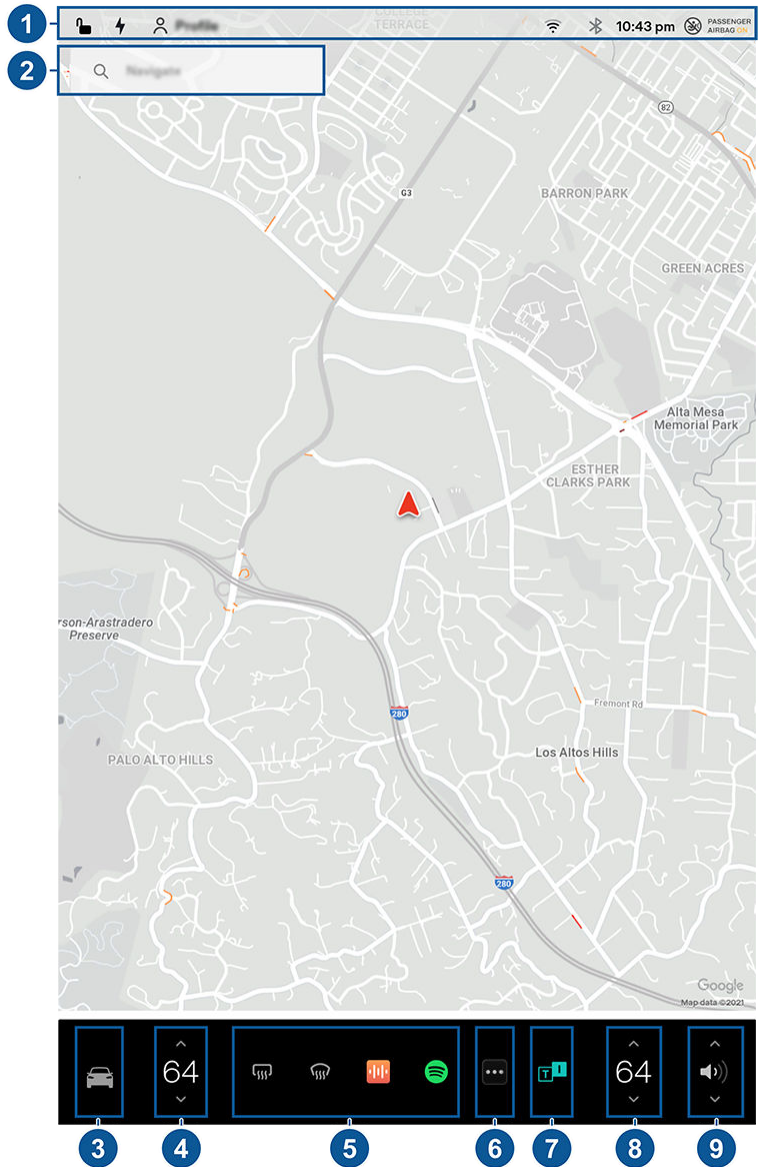 1
COLLEGE
TERRACE
Profile
10:43 pm
PASSENGER
AIRBAG ON
2
Navigate
82
G3
BARRON PARK
GREEN ACRES
Alta Mesa
Memorial Park
ESTHER
CLARKS PARK
rson-Arastradero
Preserve
280
Fremont Rd
Los Altos Hills
PALO ALTO HILLS
280
Google
Map data ©2021
64
T I
64
3
4
5
6
7
8
9